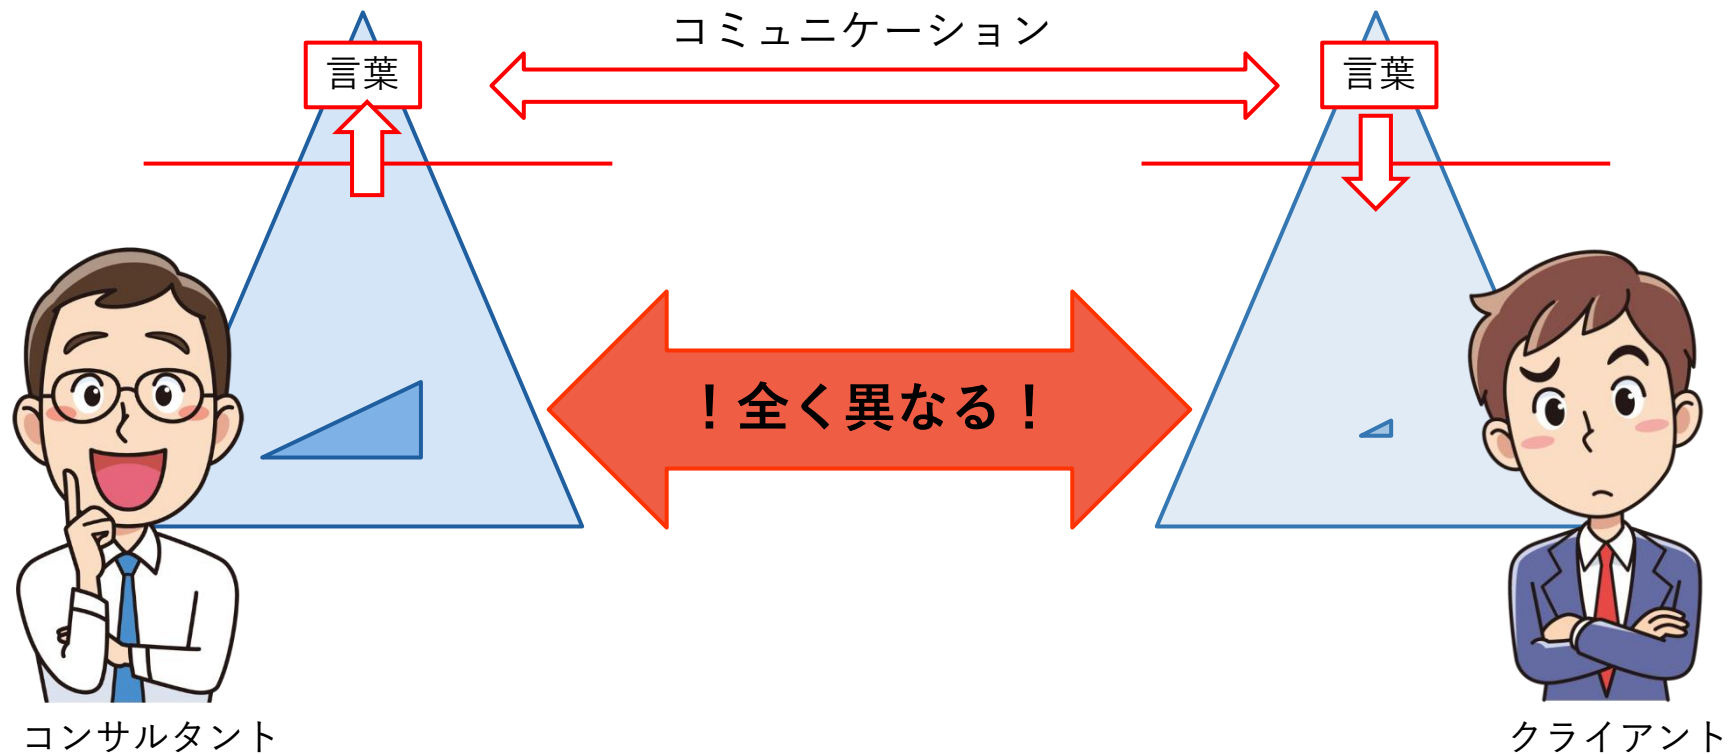 コミュニケーション
言葉
言葉
！全く異なる！
コンサルタント
クライアント